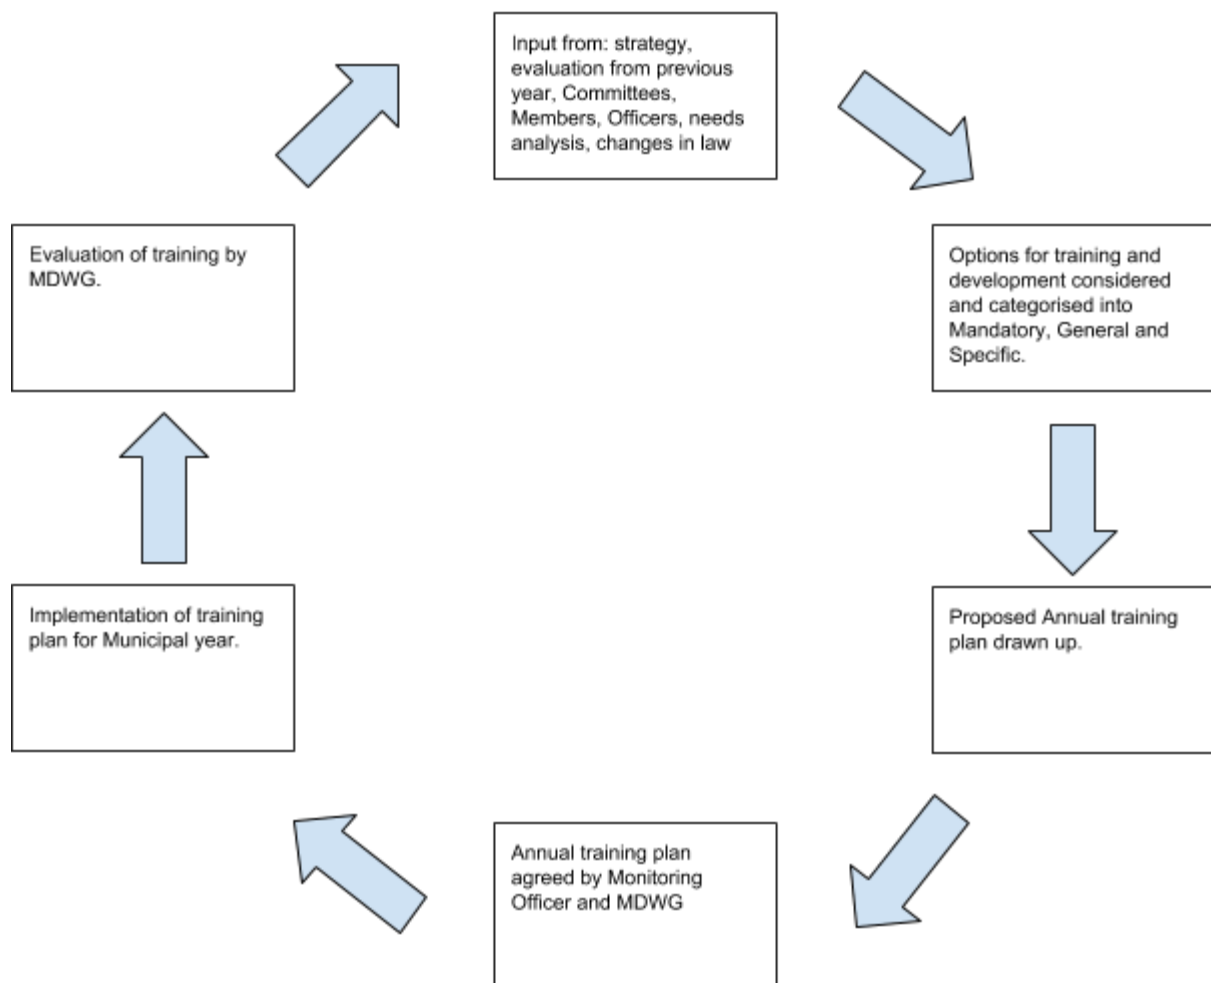 Input from: strategy,
evaluation from previous
year, Committees,
Members, Officers, needs
analysis, changes in law
Options for training and
development considered
and categorised into
Mandatory, General and
Specific.
Proposed Annual training
plan drawn up.
Annual training plan
agreed by Monitoring
Officer and MDWG
Implementation of training
plan for Municipal year.
Evaluation of training by
MDWG.